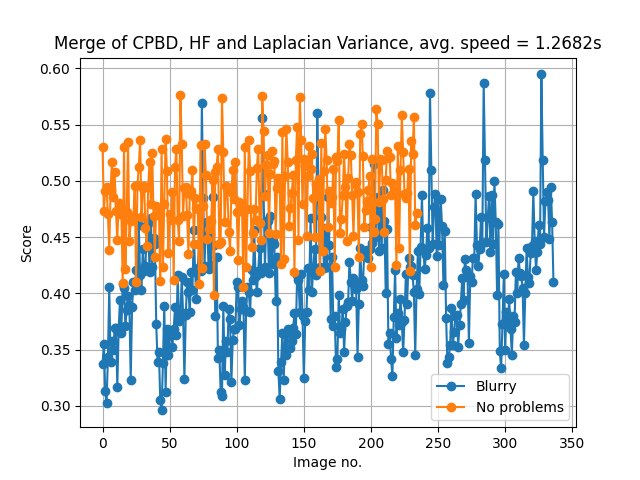 Merge of CPBD, HF and Laplacian Variance, avg. speed = 1.2682s
0.60
0.55
0.50
0.45
0.40
0.35
0.30
Score
Blurry
No problems
0 50 100 150 200 250 300 350
Image no.